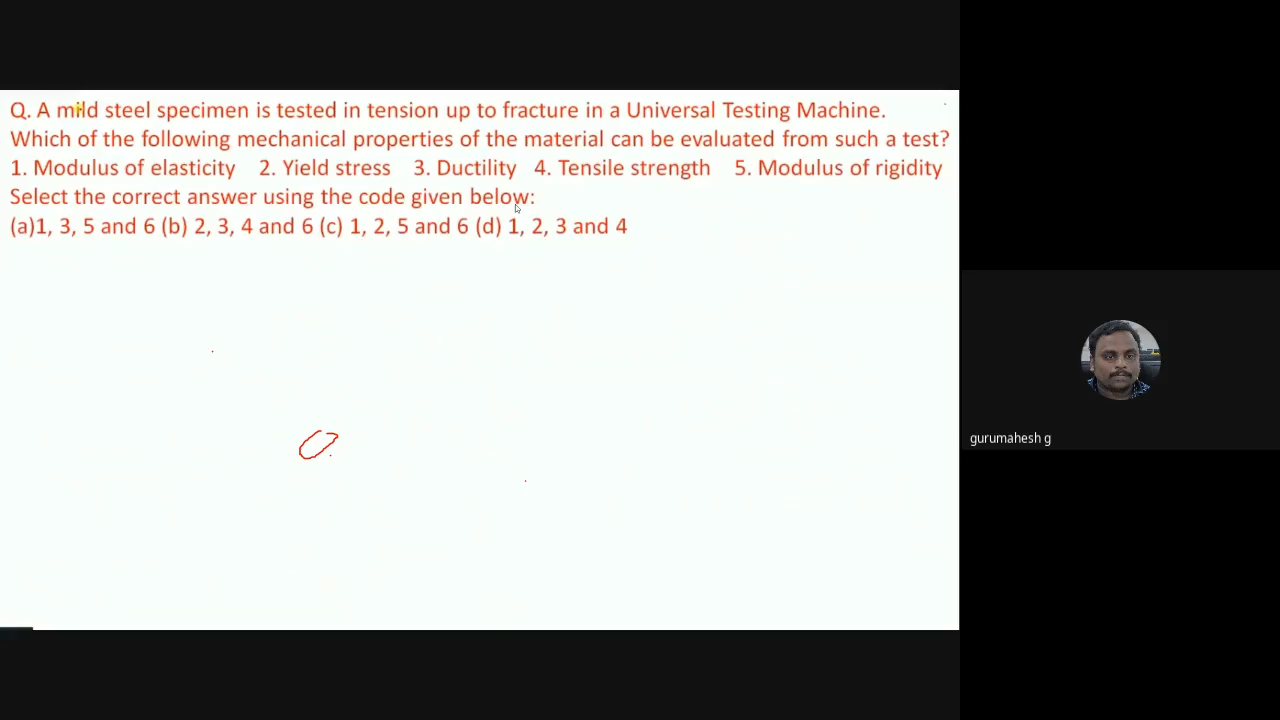 Q. A mild steel specimen is tested in tension up to fracture in a Universal Testing Machine.
Which of the following mechanical properties of the material can be evaluated from such a test?
1. Modulus of elasticity 2. Yield stress 3. Ductility 4. Tensile strength 5. Modulus of rigidity
Select the correct answer using the code given below:
(a)1, 3, 5 and 6 (b) 2, 3, 4 and 6 (c) 1, 2, 5 and 6 (d) 1, 2, 3 and 4
gurumahesh g